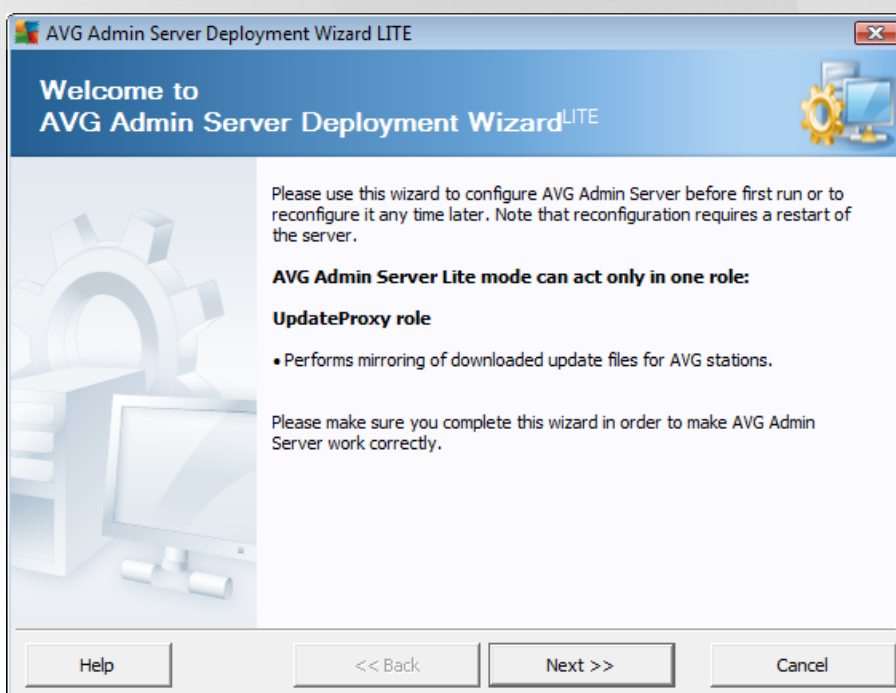 AVG Admin Server Deployment Wizard LITE
Welcome to
AVG Admin Server Deployment Wizard LITE
Please use this wizard to configure AVG Admin Server before first run or to
reconfigure it any time later. Note that reconfiguration requires a restart of
the server.
AVG Admin Server Lite mode can act only in one role:
UpdateProxy role
• Performs mirroring of downloaded update files for AVG stations.
Please make sure you complete this wizard in order to make AVG Admin
Server work correctly.
Help
<< Back
Next >>
Cancel